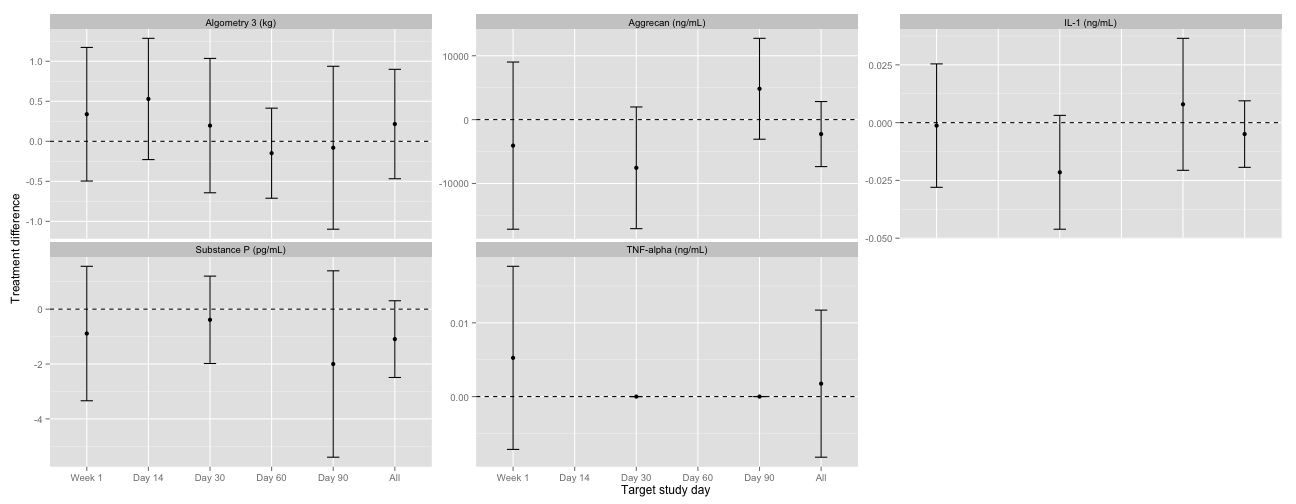 Algometry 3 (kg)
Aggrecan (ng/mL)
IL-1 (ng/mL)
1.0
0.5
0.0
-0.5
-1.0
10000
0
-10000
0.025
0.000
-0.025
-0.050
Treatment difference
Substance P (pg/mL)
TNF-alpha (ng/mL)
0
-2
-4
0.01
0.00
Week 1 Day 14 Day 30 Day 60 Day 90 All
Week 1 Day 14 Day 30 Day 60 Day 90 All
Target study day